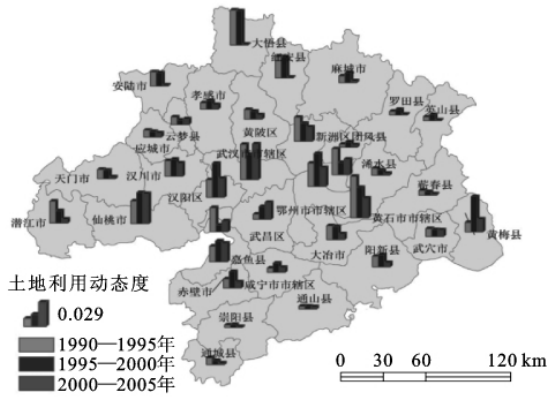 大悟县
红安县
麻城市
安陆市
孝感市
罗田县
英山县
云梦县
黄陂区
新洲区
团风县
应城市
武汉市市辖区
浠水县
天门市
汉川市
汉阳区
蕲春县
潜江市
仙桃市
鄂州市市辖区
黄石市市辖区
武昌区
黄梅县
武穴市
大冶市
阳新县
嘉鱼县
咸宁市市辖区
赤壁市
通山县
崇阳县
通城县
土地利用动态度
0.029
1990—1995年
1995—2000年
2000—2005年
0 30 60 120 km